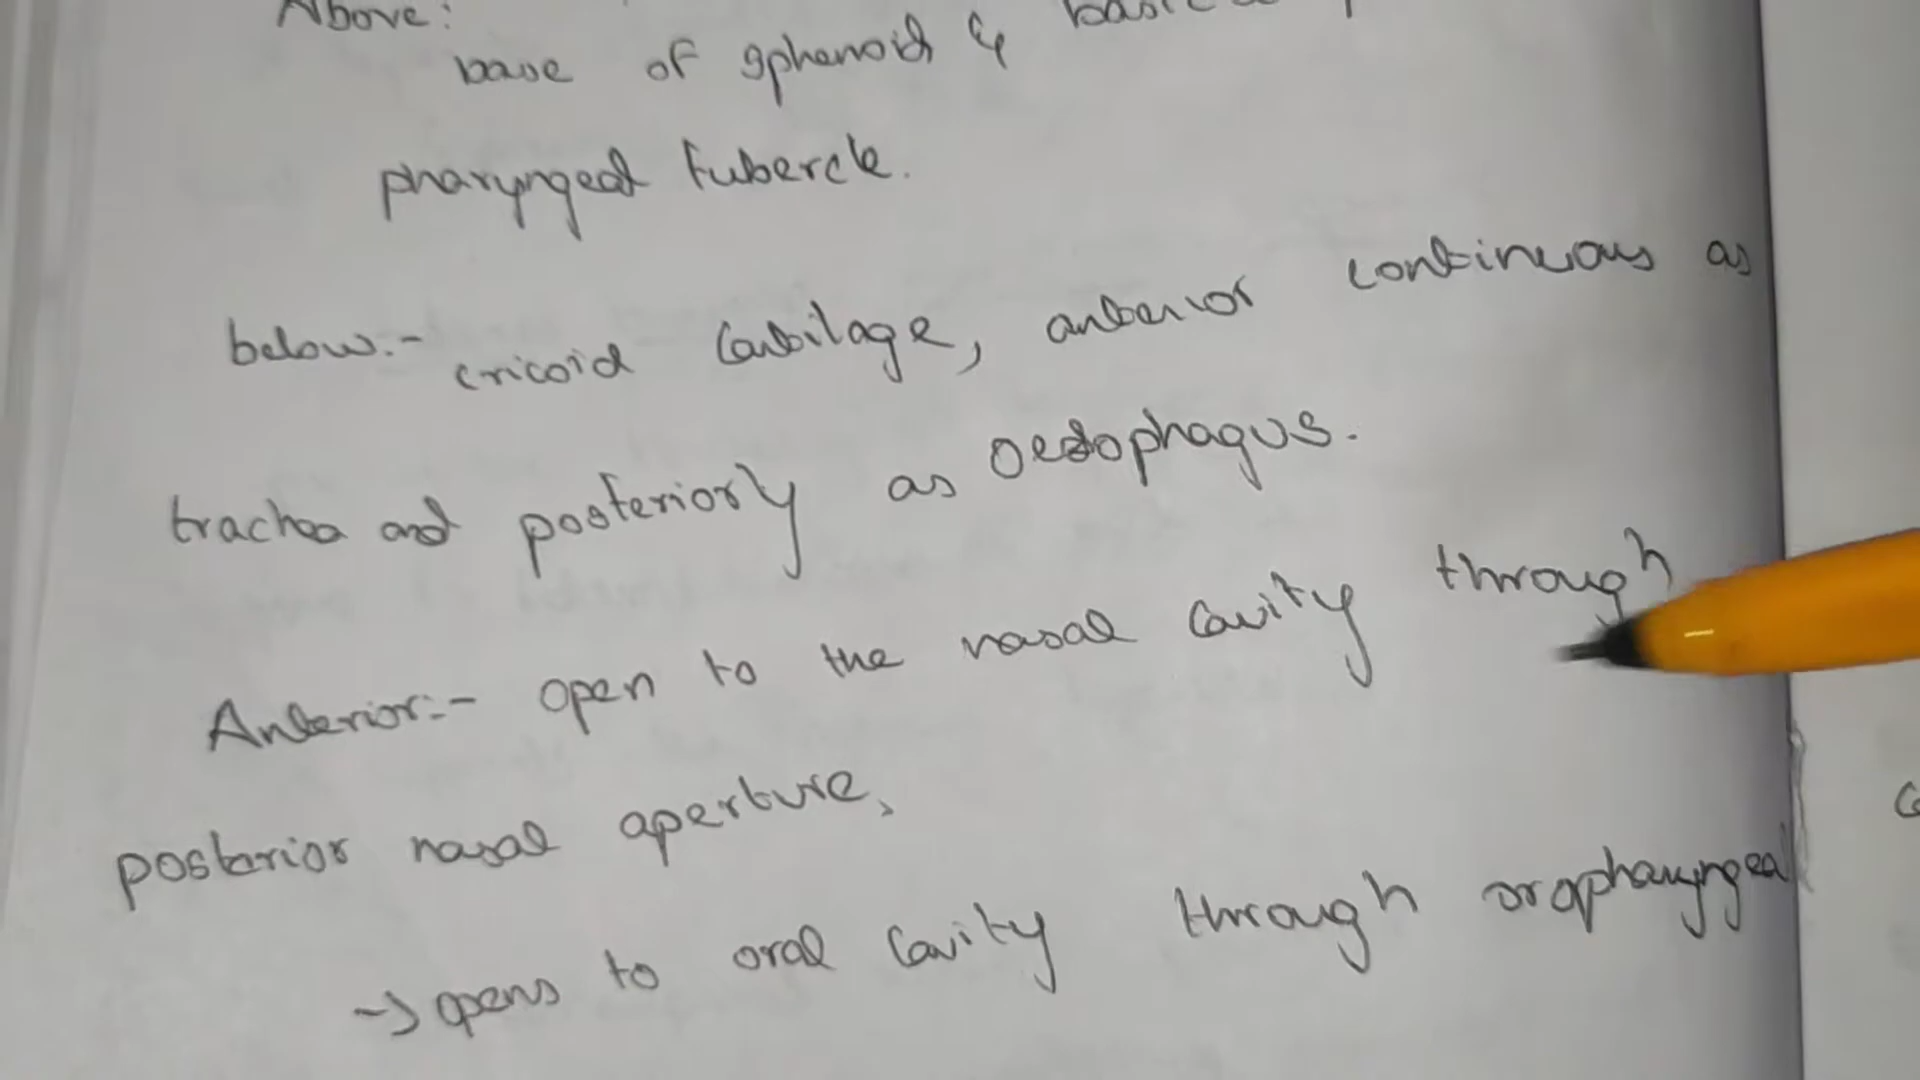 Above:
base of sphenoid &
pharyngeal tubercle.
below:- cricoid cartilage, anterior continuous as
trachea and posteriorly as Oesophagus.
Anterior:- open to the nasal cavity through
posterior nasal aperture,
→ opens to oral cavity through oropharyngeal